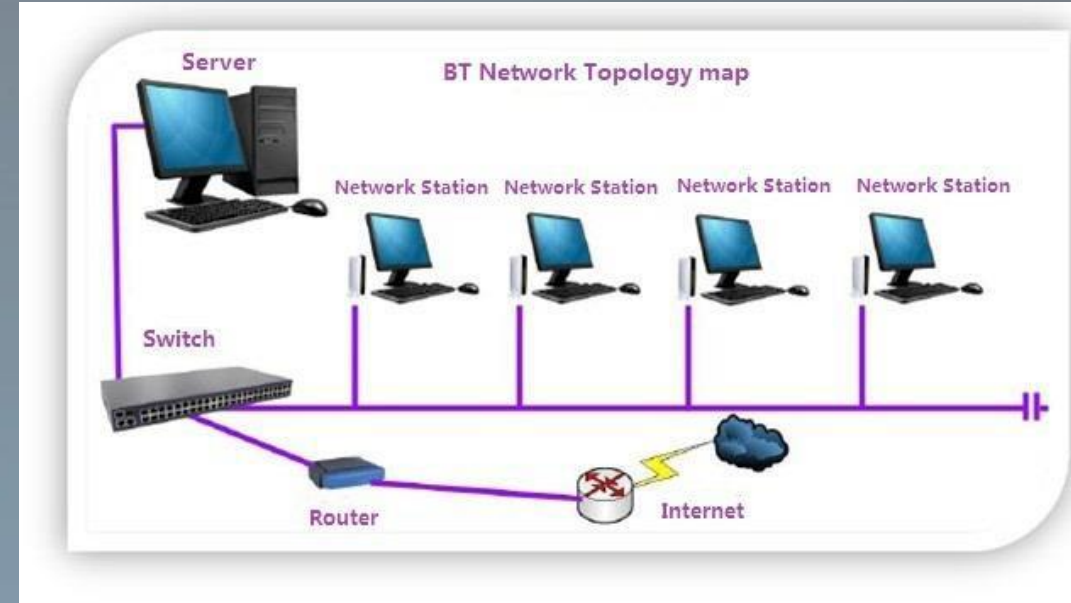 Server
BT Network Topology map
Network Station
Network Station
Network Station
Network Station
Switch
Router
Internet